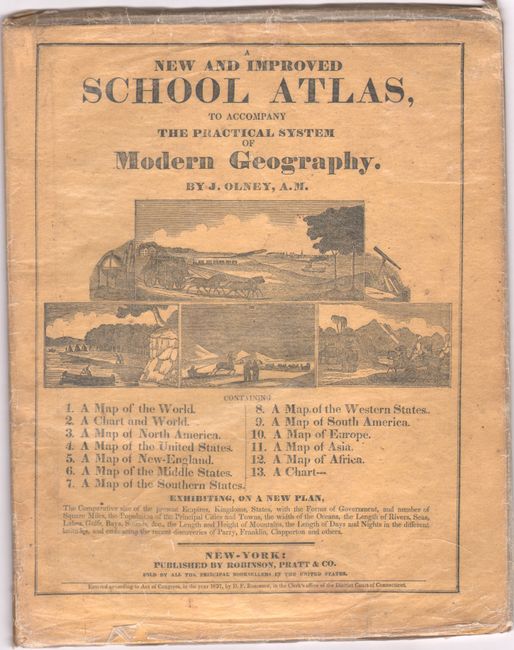 A
NEW AND IMPROVED
SCHOOL ATLAS,
TO ACCOMPANY
THE PRACTICAL SYSTEM
OF
Modern Geography.
BY J. OLNEY, A.M.
CONTAINING
1. A Map of the World.
2. A Chart and World.
3. A Map of North America.
4. A Map of the United States.
5. A Map of New-England.
6. A Map of the Middle States.
7. A Map of the Southern States.
8. A Map of the Western States.
9. A Map of South America.
10. A Map of Europe.
11. A Map of Asia.
12. A Map of Africa.
13. A Chart—
EXHIBITING, ON A NEW PLAN,
The Comparative size of the present Empires, Kingdoms, States, with the Forms of Government, and number of
Square Miles, the Population of the Principal Cities and Towns, the width of the Oceans, the Length of Rivers, Seas,
Lakes, Gulfs, Bays, Sounds, &c., the Length and Height of Mountains, the Length of Days and Nights in the different
latitudes, and embracing the recent discoveries of Parry, Franklin, Clapperton and others.
NEW-YORK:
PUBLISHED BY ROBINSON, PRATT & CO.
SOLD BY ALL THE PRINCIPAL BOOKSELLERS IN THE UNITED STATES.
Entered according to Act of Congress, in the year 1837, by D. F. Robinson, in the Clerk's office of the District Court of Connecticut.